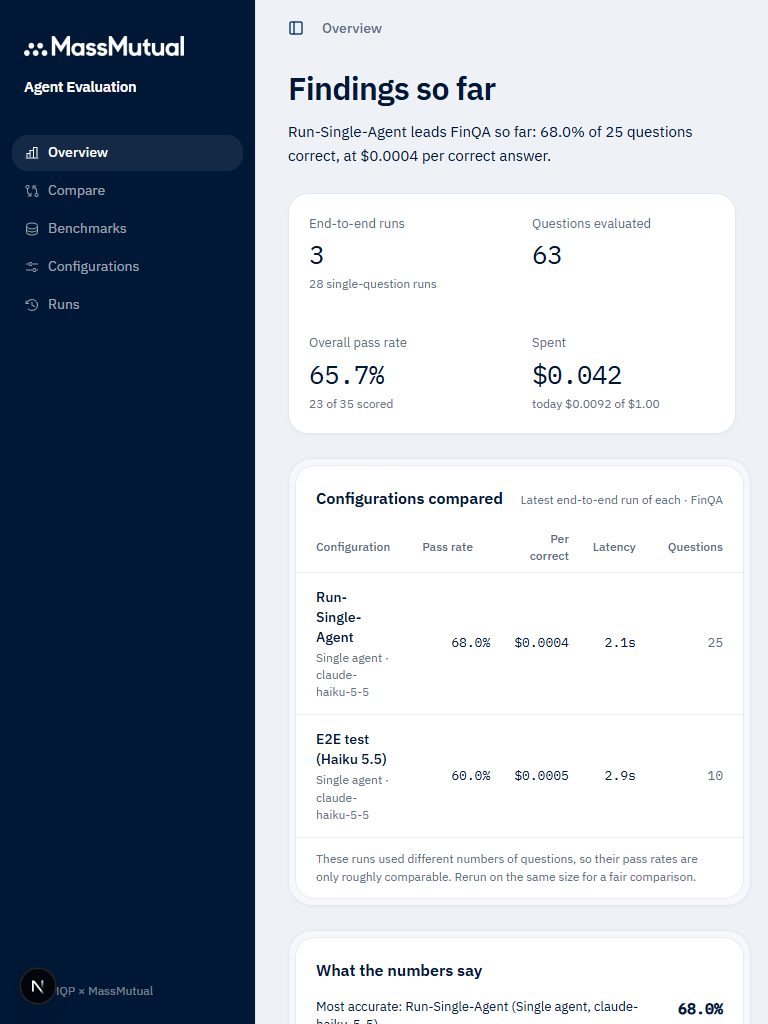 MassMutual
Agent Evaluation
Overview
Compare
Benchmarks
Configurations
Runs
N
IQP × MassMutual
Overview
Findings so far
Run-Single-Agent leads FinQA so far: 68.0% of 25 questions
correct, at $0.0004 per correct answer.
End-to-end runs
3
28 single-question runs
Questions evaluated
63
Overall pass rate
65.7%
23 of 35 scored
Spent
$0.042
today $0.0092 of $1.00
Configurations compared
Latest end-to-end run of each · FinQA
Configuration Pass rate Per correct Latency Questions
Run-
Single-
Agent
Single agent ·
claude-
haiku-5-5
68.0% $0.0004 2.1s 25
E2E test
(Haiku 5.5)
Single agent ·
claude-
haiku-5-5
60.0% $0.0005 2.9s 10
These runs used different numbers of questions, so their pass rates are
only roughly comparable. Rerun on the same size for a fair comparison.
What the numbers say
Most accurate: Run-Single-Agent (Single agent, claude-
haiku-5-5)
68.0%